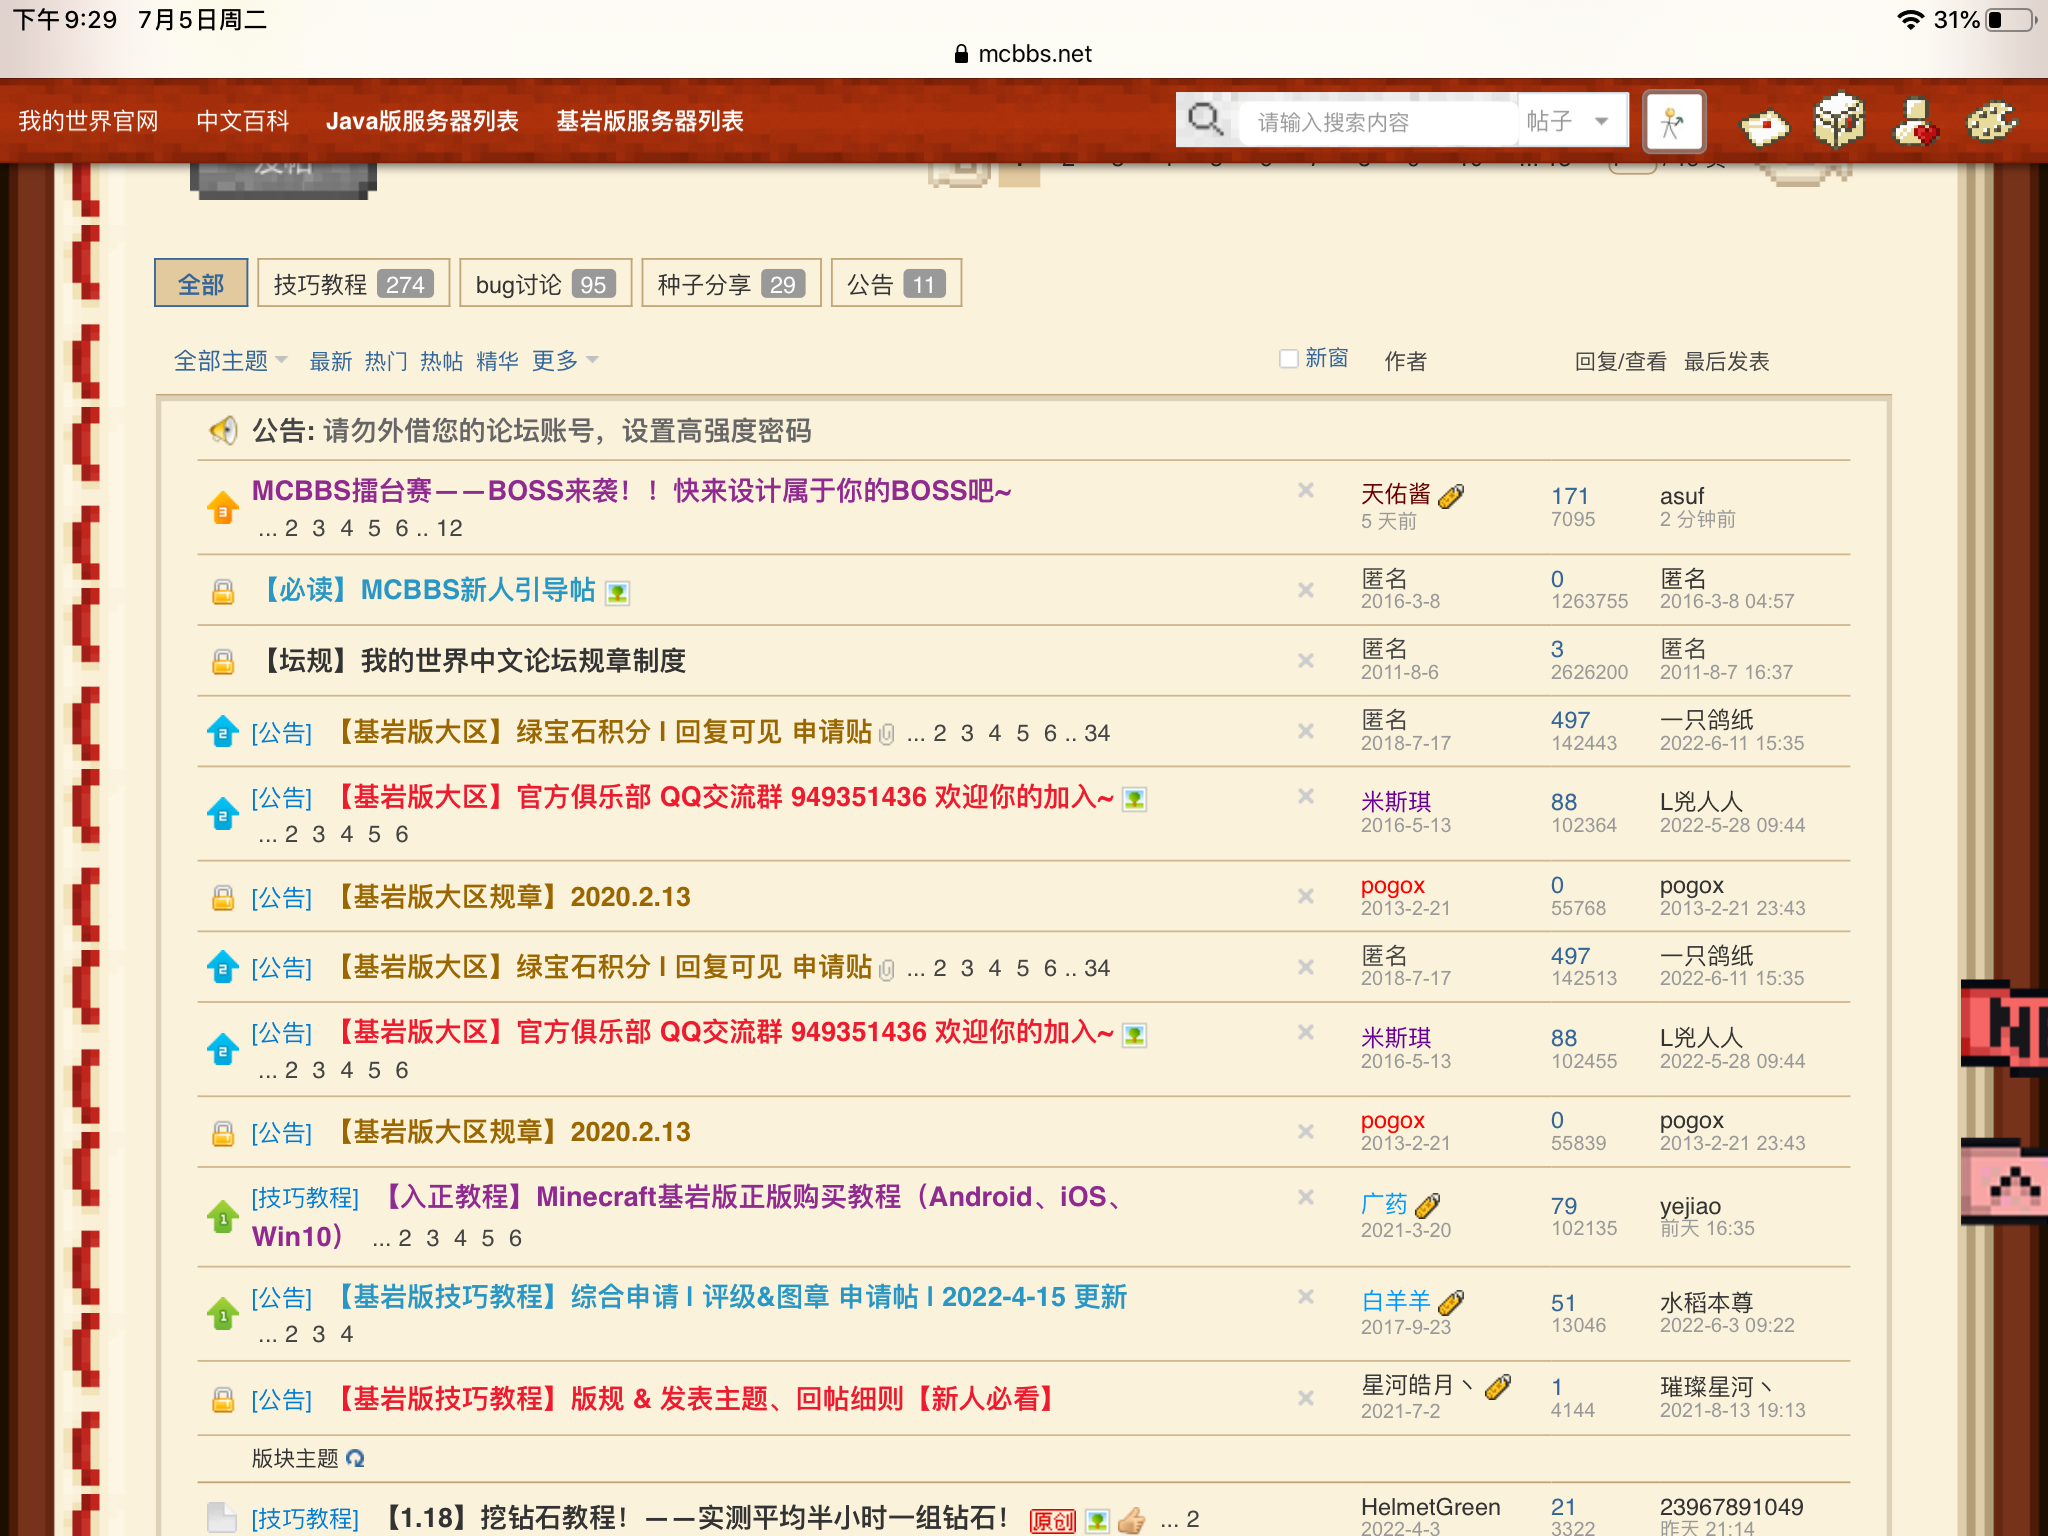 下午9:29 7月5日周二
31%
mcbbs.net
我的世界官网 中文百科 Java版服务器列表 基岩版服务器列表
请输入搜索内容 帖子
全部 技巧教程 274 bug讨论 95 种子分享 29 公告 11
全部主题 最新 热门 热帖 精华 更多 新窗 作者 回复/查看 最后发表
公告: 请勿外借您的论坛账号，设置高强度密码
MCBBS擂台赛——BOSS来袭！！快来设计属于你的BOSS吧~ 天佑酱 171 asuf
... 2 3 4 5 6 .. 12 5 天前 7095 2 分钟前
【必读】MCBBS新人引导帖 匿名 0 匿名
2016-3-8 1263755 2016-3-8 04:57
【坛规】我的世界中文论坛规章制度 匿名 3 匿名
2011-8-6 2626200 2011-8-7 16:37
[公告] 【基岩版大区】绿宝石积分 I 回复可见 申请贴 ... 2 3 4 5 6 .. 34 匿名 497 一只鸽纸
2018-7-17 142443 2022-6-11 15:35
[公告] 【基岩版大区】官方俱乐部 QQ交流群 949351436 欢迎你的加入~ 米斯琪 88 L兇人人
... 2 3 4 5 6 2016-5-13 102364 2022-5-28 09:44
[公告] 【基岩版大区规章】2020.2.13 pogox 0 pogox
2013-2-21 55768 2013-2-21 23:43
[公告] 【基岩版大区】绿宝石积分 I 回复可见 申请贴 ... 2 3 4 5 6 .. 34 匿名 497 一只鸽纸
2018-7-17 142513 2022-6-11 15:35
[公告] 【基岩版大区】官方俱乐部 QQ交流群 949351436 欢迎你的加入~ 米斯琪 88 L兇人人
... 2 3 4 5 6 2016-5-13 102455 2022-5-28 09:44
[公告] 【基岩版大区规章】2020.2.13 pogox 0 pogox
2013-2-21 55839 2013-2-21 23:43
[技巧教程] 【入正教程】Minecraft基岩版正版购买教程（Android、iOS、 广药 79 yejiao
Win10） ... 2 3 4 5 6 2021-3-20 102135 前天 16:35
[公告] 【基岩版技巧教程】综合申请 I 评级&图章 申请帖 I 2022-4-15 更新 白羊羊 51 水稻本尊
... 2 3 4 2017-9-23 13046 2022-6-3 09:22
[公告] 【基岩版技巧教程】版规 & 发表主题、回帖细则【新人必看】 星河皓月丶 1 璀璨星河丶
2021-7-2 4144 2021-8-13 19:13
版块主题
[技巧教程] 【1.18】挖钻石教程！——实测平均半小时一组钻石！ 原创 ... 2 HelmetGreen 21 23967891049
2022-4-3 3322 昨天 21:14